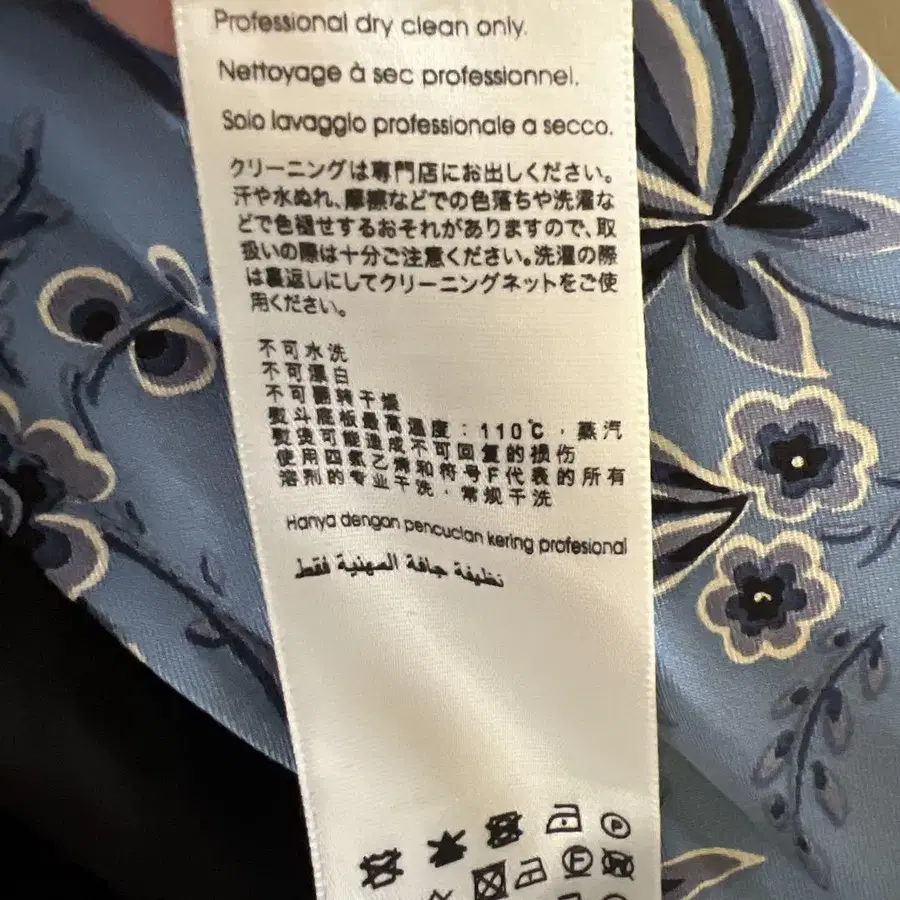 Professional dry clean only.
Nettoyage à sec professionnel.
Solo lavaggio professionale a secco.
クリーニングは専門店にお出しください。
汗や水ぬれ、摩擦などでの色落ちや洗濯な
どで色褪せするおそれがありますので、取
扱いの際は十分ご注意ください。洗濯の際
は裏返しにしてクリーニングネットをご使
用ください。
不可水洗
不可漂白
不可翻转干燥
熨斗底板最高温度：110℃，蒸汽
熨烫可能造成不可回复的损伤
使用四氯乙烯和符号F代表的所有
溶剂的专业干洗，常规干洗
Hanya dengan pencucian kering profesional
نظيفة جافة المهنية فقط
P
F